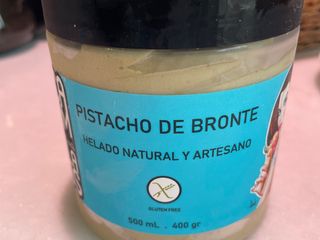 PISTACHO DE BRONTE
HELADO NATURAL Y ARTESANO
GLUTEN FREE
500 mL . 400 gr